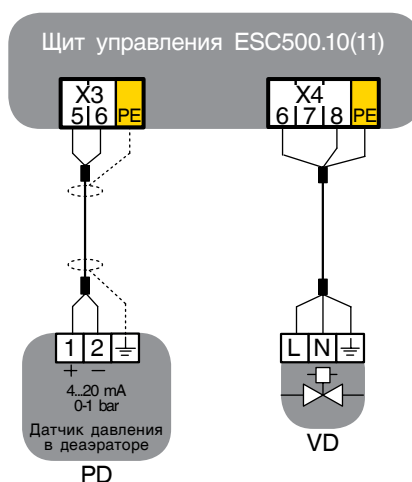 Щит управления ESC500.10(11)
X3
5 6 PE
X4
6 7 8 PE
1 2
+ −
4...20 mA
0-1 bar
Датчик давления
в деаэраторе
PD
L N
VD